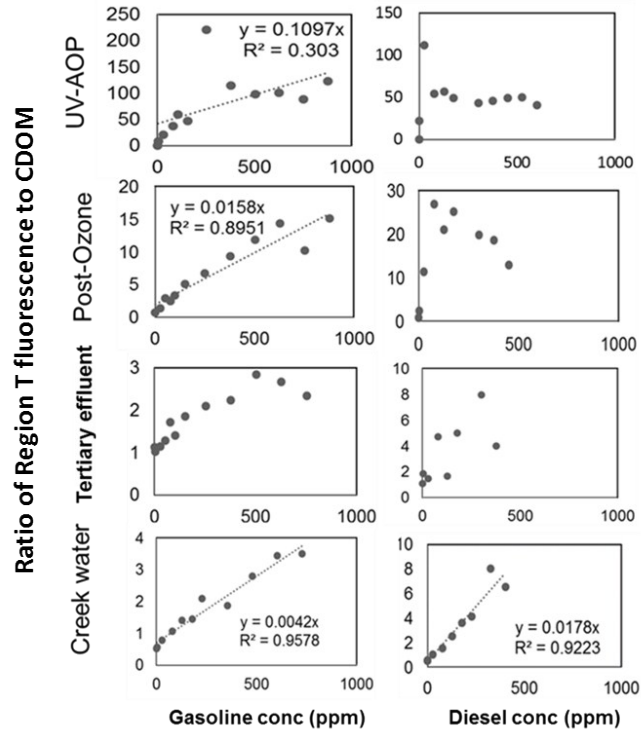 Ratio of Region T fluorescence to CDOM
UV-AOP
250
200
150
100
50
0
0 500 1000
y = 0.1097x
R² = 0.303
150
100
50
0
0 500 1000
Post-Ozone
20
15
10
5
0
0 500 1000
y = 0.0158x
R² = 0.8951
30
20
10
0
0 500 1000
Tertiary effluent
3
2
1
0
0 500 1000
10
8
6
4
2
0
0 500 1000
Creek water
4
3
2
1
0
0 500 1000
y = 0.0042x
R² = 0.9578
10
8
6
4
2
0
0 500 1000
y = 0.0178x
R² = 0.9223
Gasoline conc (ppm)
Diesel conc (ppm)